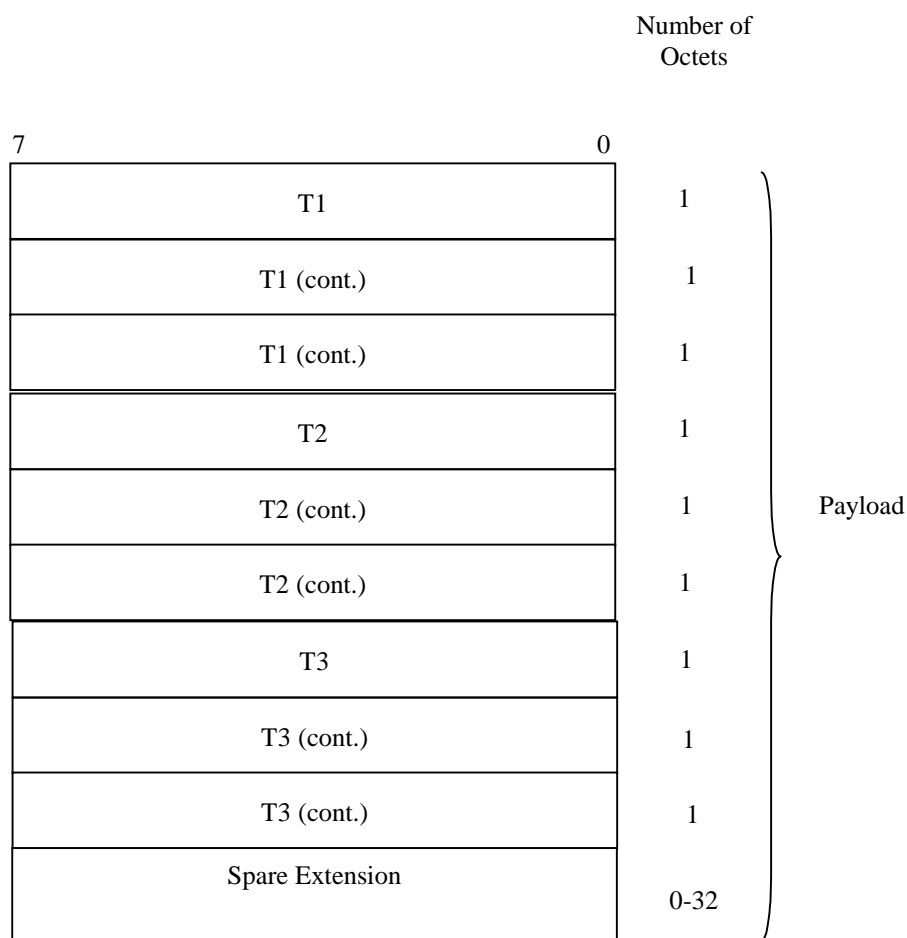 Number of
Octets
7 0
T1 1
T1 (cont.) 1
T1 (cont.) 1
T2 1
T2 (cont.) 1
Payload
T2 (cont.) 1
T3 1
T3 (cont.) 1
T3 (cont.) 1
Spare Extension
0-32